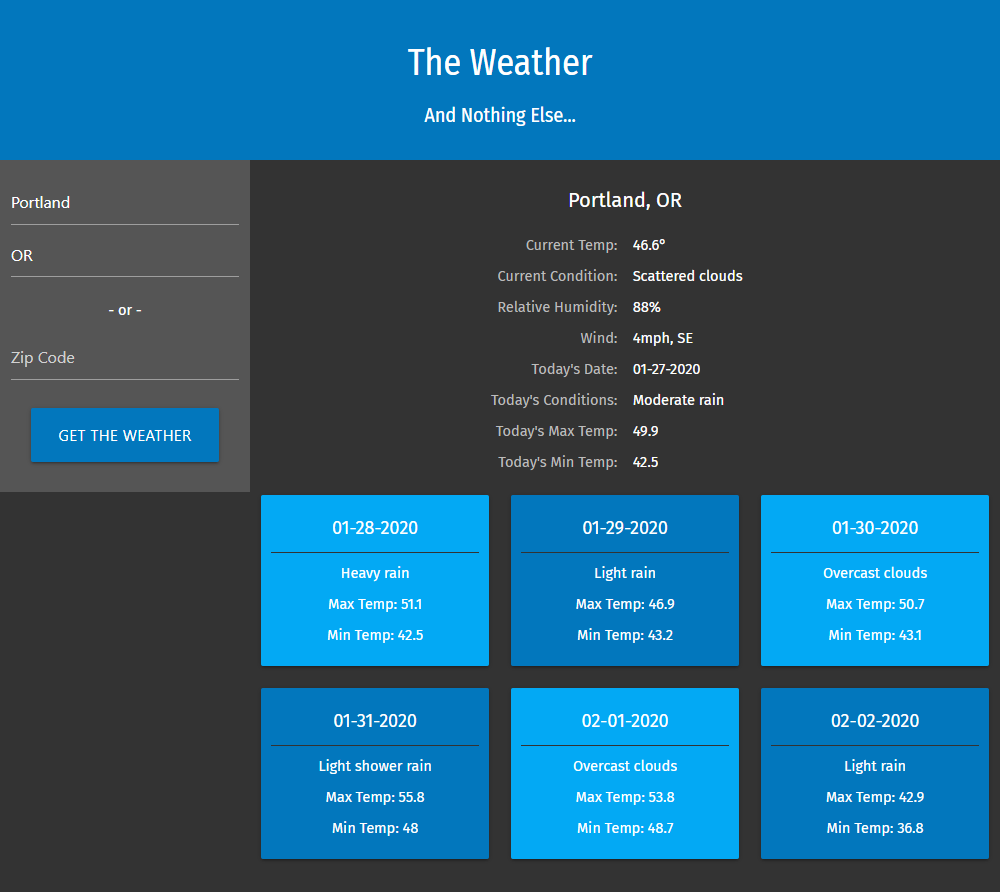 The Weather
And Nothing Else...
Portland
OR
- or -
Zip Code
GET THE WEATHER
Portland, OR
Current Temp: 46.6°
Current Condition: Scattered clouds
Relative Humidity: 88%
Wind: 4mph, SE
Today's Date: 01-27-2020
Today's Conditions: Moderate rain
Today's Max Temp: 49.9
Today's Min Temp: 42.5
01-28-2020
Heavy rain
Max Temp: 51.1
Min Temp: 42.5
01-29-2020
Light rain
Max Temp: 46.9
Min Temp: 43.2
01-30-2020
Overcast clouds
Max Temp: 50.7
Min Temp: 43.1
01-31-2020
Light shower rain
Max Temp: 55.8
Min Temp: 48
02-01-2020
Overcast clouds
Max Temp: 53.8
Min Temp: 48.7
02-02-2020
Light rain
Max Temp: 42.9
Min Temp: 36.8